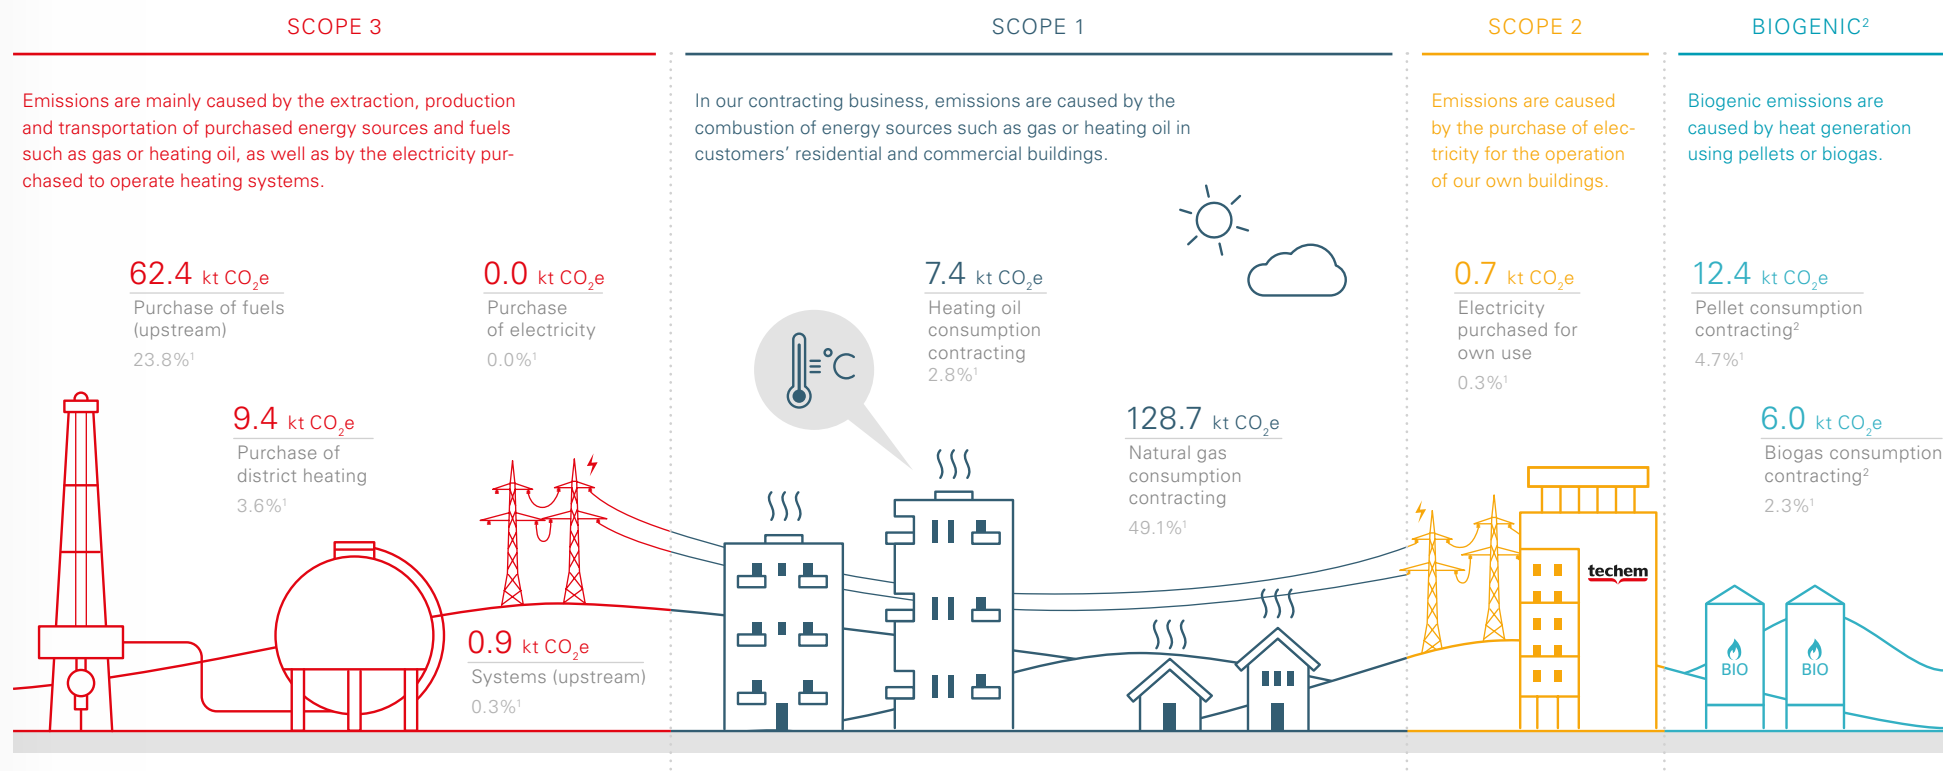 SCOPE 3
Emissions are mainly caused by the extraction, production
and transportation of purchased energy sources and fuels
such as gas or heating oil, as well as by the electricity pur-
chased to operate heating systems.
62.4 kt CO₂e
Purchase of fuels
(upstream)
23.8%¹
0.0 kt CO₂e
Purchase
of electricity
0.0%¹
9.4 kt CO₂e
Purchase of
district heating
3.6%¹
0.9 kt CO₂e
Systems (upstream)
0.3%¹
SCOPE 1
In our contracting business, emissions are caused by the
combustion of energy sources such as gas or heating oil in
customers’ residential and commercial buildings.
°C
7.4 kt CO₂e
Heating oil
consumption
contracting
2.8%¹
128.7 kt CO₂e
Natural gas
consumption
contracting
49.1%¹
SCOPE 2
Emissions are caused
by the purchase of elec-
tricity for the operation
of our own buildings.
0.7 kt CO₂e
Electricity
purchased for
own use
0.3%¹
techem
BIOGENIC²
Biogenic emissions are
caused by heat generation
using pellets or biogas.
12.4 kt CO₂e
Pellet consumption
contracting²
4.7%¹
6.0 kt CO₂e
Biogas consumption
contracting²
2.3%¹
BIO
BIO